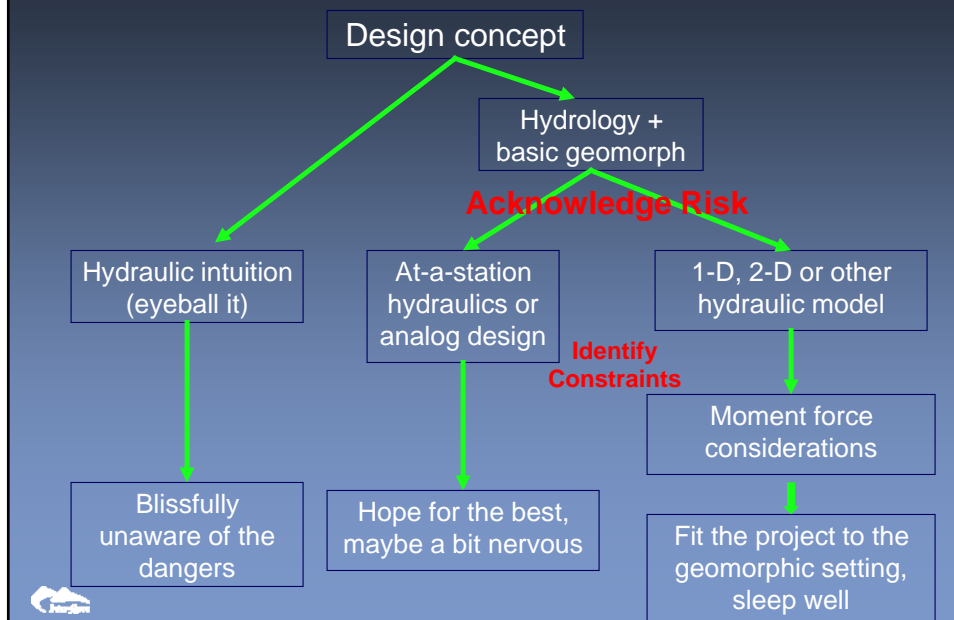 Design concept
Hydrology +
basic geomorph
Acknowledge Risk
Hydraulic intuition
(eyeball it)
At-a-station
hydraulics or
analog design
1-D, 2-D or other
hydraulic model
Identify
Constraints
Moment force
considerations
Blissfully
unaware of the
dangers
Hope for the best,
maybe a bit nervous
Fit the project to the
geomorphic setting,
sleep well